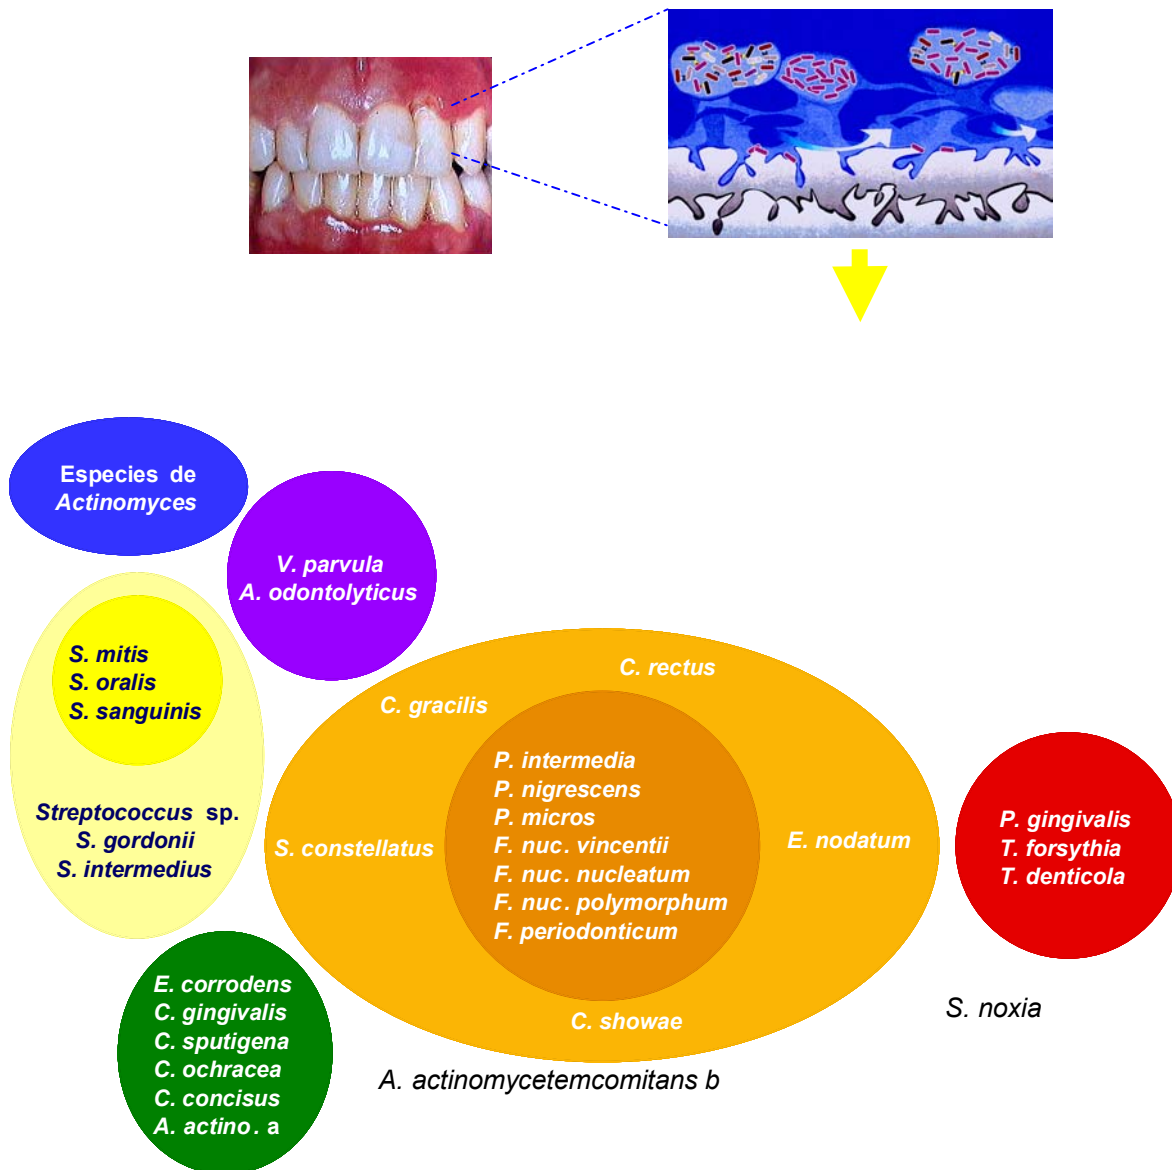 Especies de
Actinomyces
V. parvula
A. odontolyticus
S. mitis
S. oralis
S. sanguinis
Streptococcus sp.
S. gordonii
S. intermedius
C. rectus
C. gracilis
P. intermedia
P. nigrescens
P. micros
F. nuc. vincentii
F. nuc. nucleatum
F. nuc. polymorphum
F. periodonticum
S. constellatus
E. nodatum
C. showae
P. gingivalis
T. forsythia
T. denticola
E. corrodens
C. gingivalis
C. sputigena
C. ochracea
C. concisus
A. actino. a
S. noxia
A. actinomycetemcomitans b